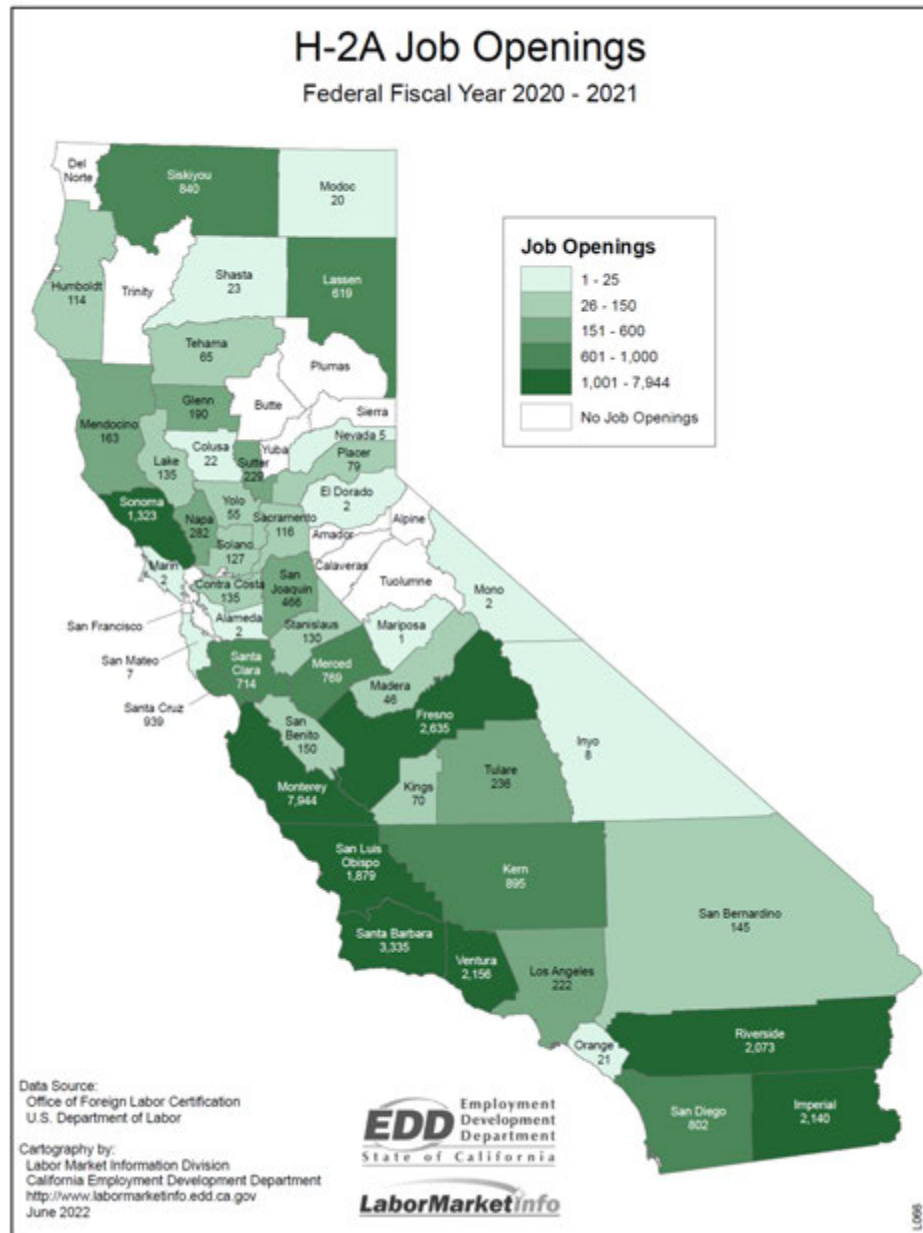 H-2A Job Openings
Federal Fiscal Year 2020 - 2021
Del
Norte
Siskiyou
840
Modoc
20
Humboldt
114
Trinity
Shasta
23
Lassen
619
Job Openings
1 - 25
26 - 150
151 - 600
601 - 1,000
1,001 - 7,944
No Job Openings
Tehama
65
Plumas
Glenn
190
Butte
Sierra
Mendocino
163
Colusa
22
Yuba
Nevada 5
Lake
135
Sutter
229
Placer
79
Sonoma
1,323
Napa
282
Yolo
55
Sacramento
116
El Dorado
2
Solano
127
Amador
Alpine
Calaveras
Marin
2
Contra Costa
135
San
Joaquin
466
Tuolumne
Mono
2
San Francisco
Alameda
2
Stanislaus
130
Mariposa
1
San Mateo
7
Santa
Clara
714
Merced
769
Madera
46
Santa Cruz
939
San
Benito
150
Fresno
2,635
Inyo
8
Monterey
7,944
Kings
70
Tulare
236
San Luis
Obispo
1,879
Kern
895
San Bernardino
145
Santa Barbara
3,335
Ventura
2,156
Los Angeles
222
Orange
21
Riverside
2,073
San Diego
802
Imperial
2,140
Data Source:
Office of Foreign Labor Certification
U.S. Department of Labor
Cartography by:
Labor Market Information Division
California Employment Development Department
http://www.labormarketinfo.edd.ca.gov
June 2022
EDD Employment
Development
Department
State of California
LaborMarketInfo
L066